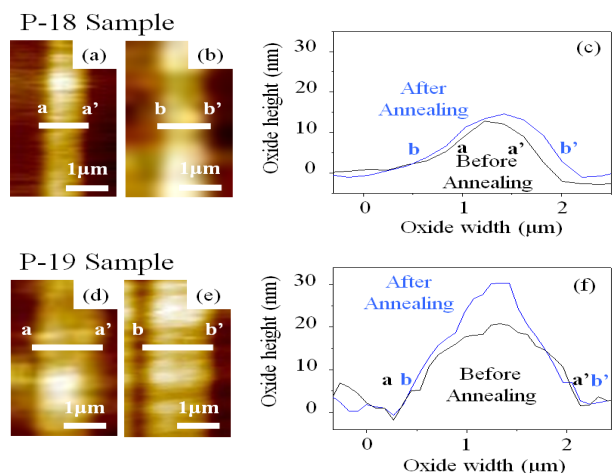 P-18 Sample
(a)
a
a'
1µm
(b)
b
b'
1µm
(c)
Oxide height (nm)
30
20
10
0
After
Annealing
b
a
a'
b'
Before
Annealing
0
1
2
Oxide width (µm)
P-19 Sample
(d)
a
a'
1µm
(e)
b
b'
1µm
(f)
Oxide height (nm)
30
20
10
0
After
Annealing
a
b
a'
b'
Before
Annealing
0
1
2
Oxide width (µm)